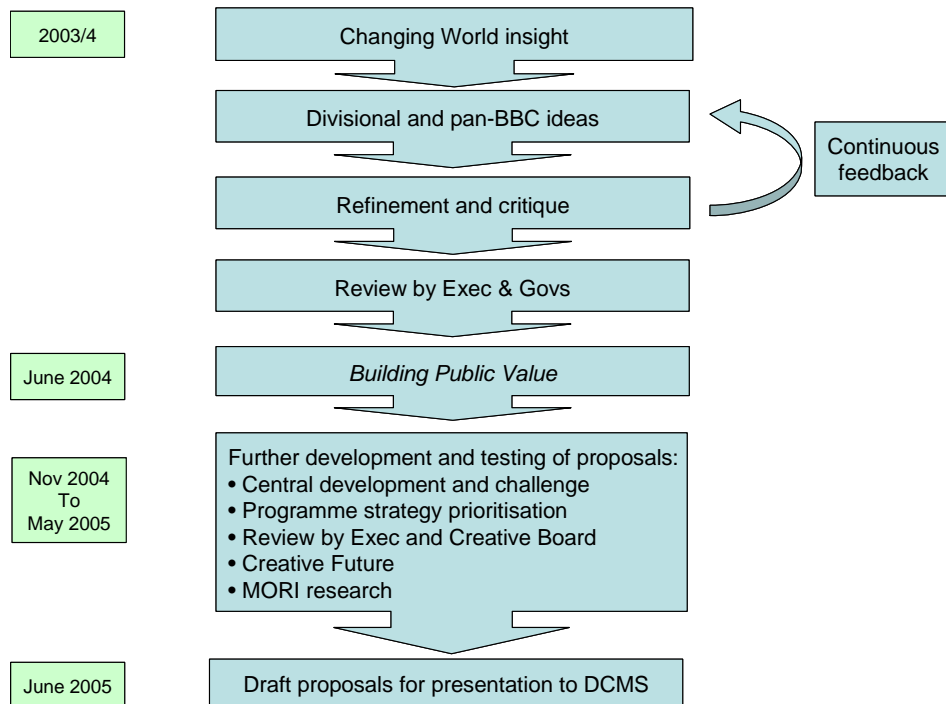 2003/4
Changing World insight
Divisional and pan-BBC ideas
Continuous
feedback
Refinement and critique
Review by Exec & Govs
June 2004
Building Public Value
Nov 2004
To
May 2005
Further development and testing of proposals:
• Central development and challenge
• Programme strategy prioritisation
• Review by Exec and Creative Board
• Creative Future
• MORI research
June 2005
Draft proposals for presentation to DCMS